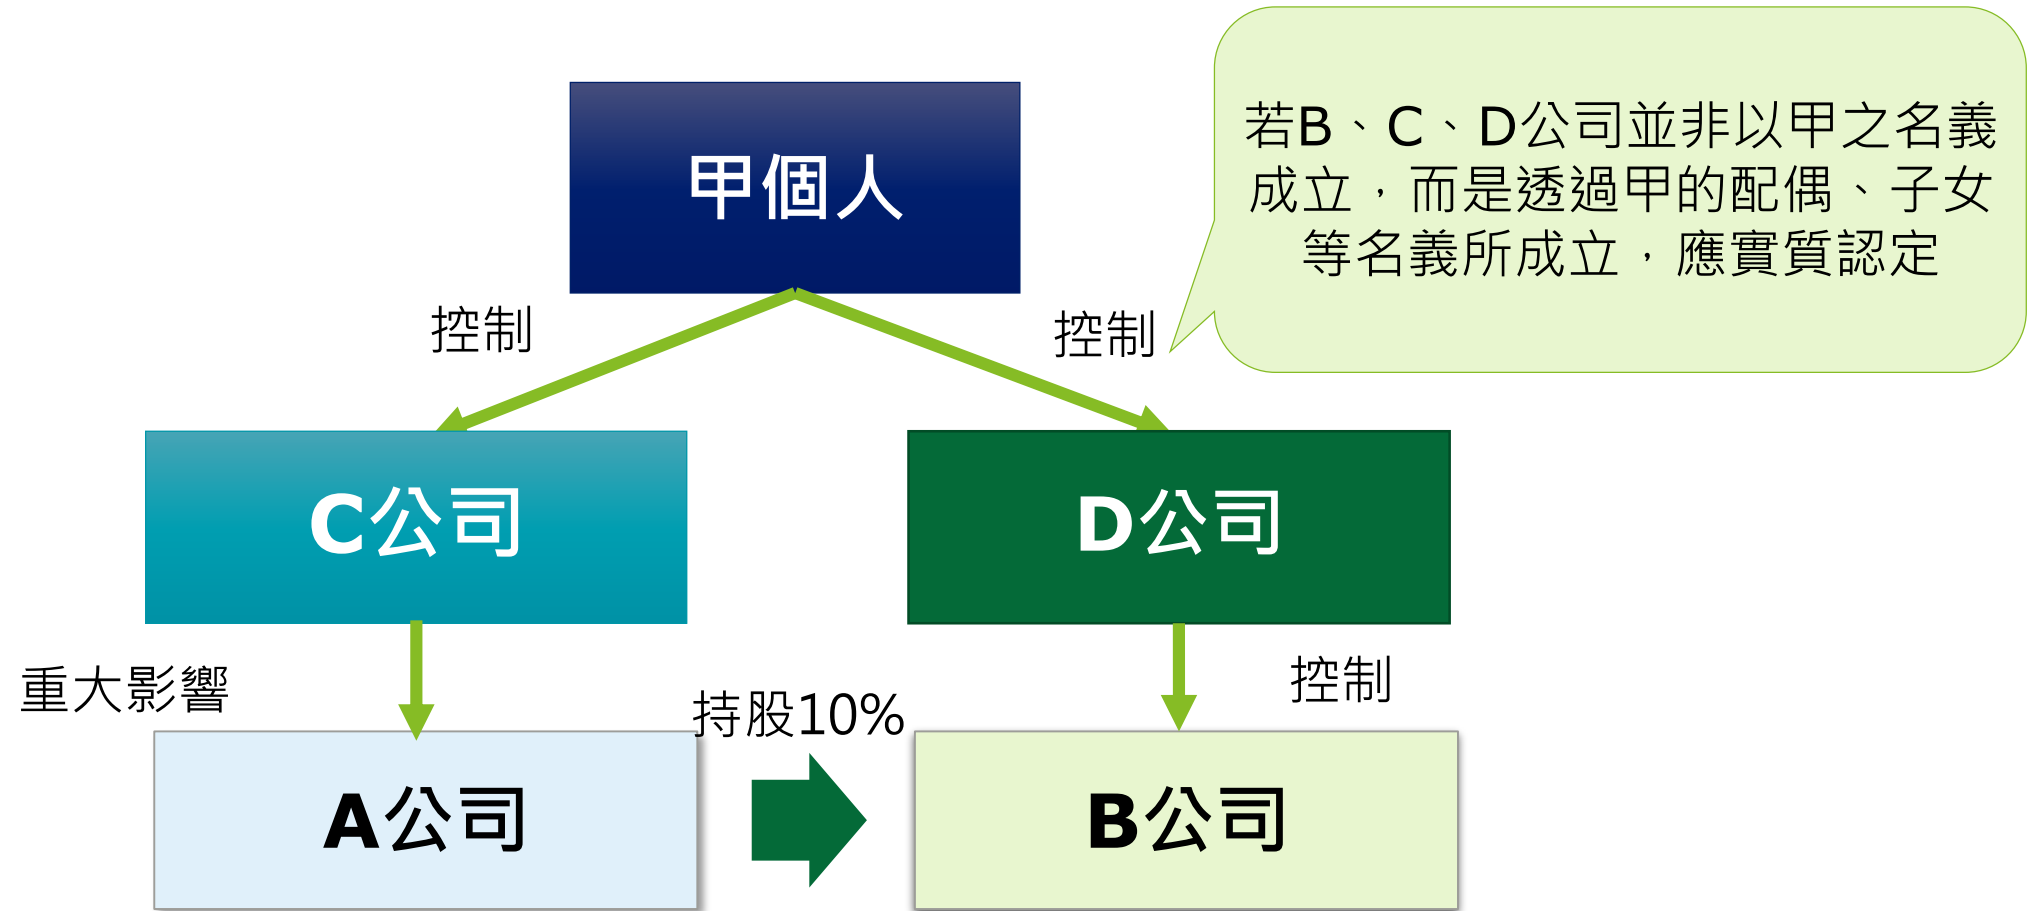 若B、C、D公司並非以甲之名義
成立，而是透過甲的配偶、子女
等名義所成立，應實質認定
甲個人
控制
控制
C公司
D公司
重大影響
持股10%
控制
A公司
B公司